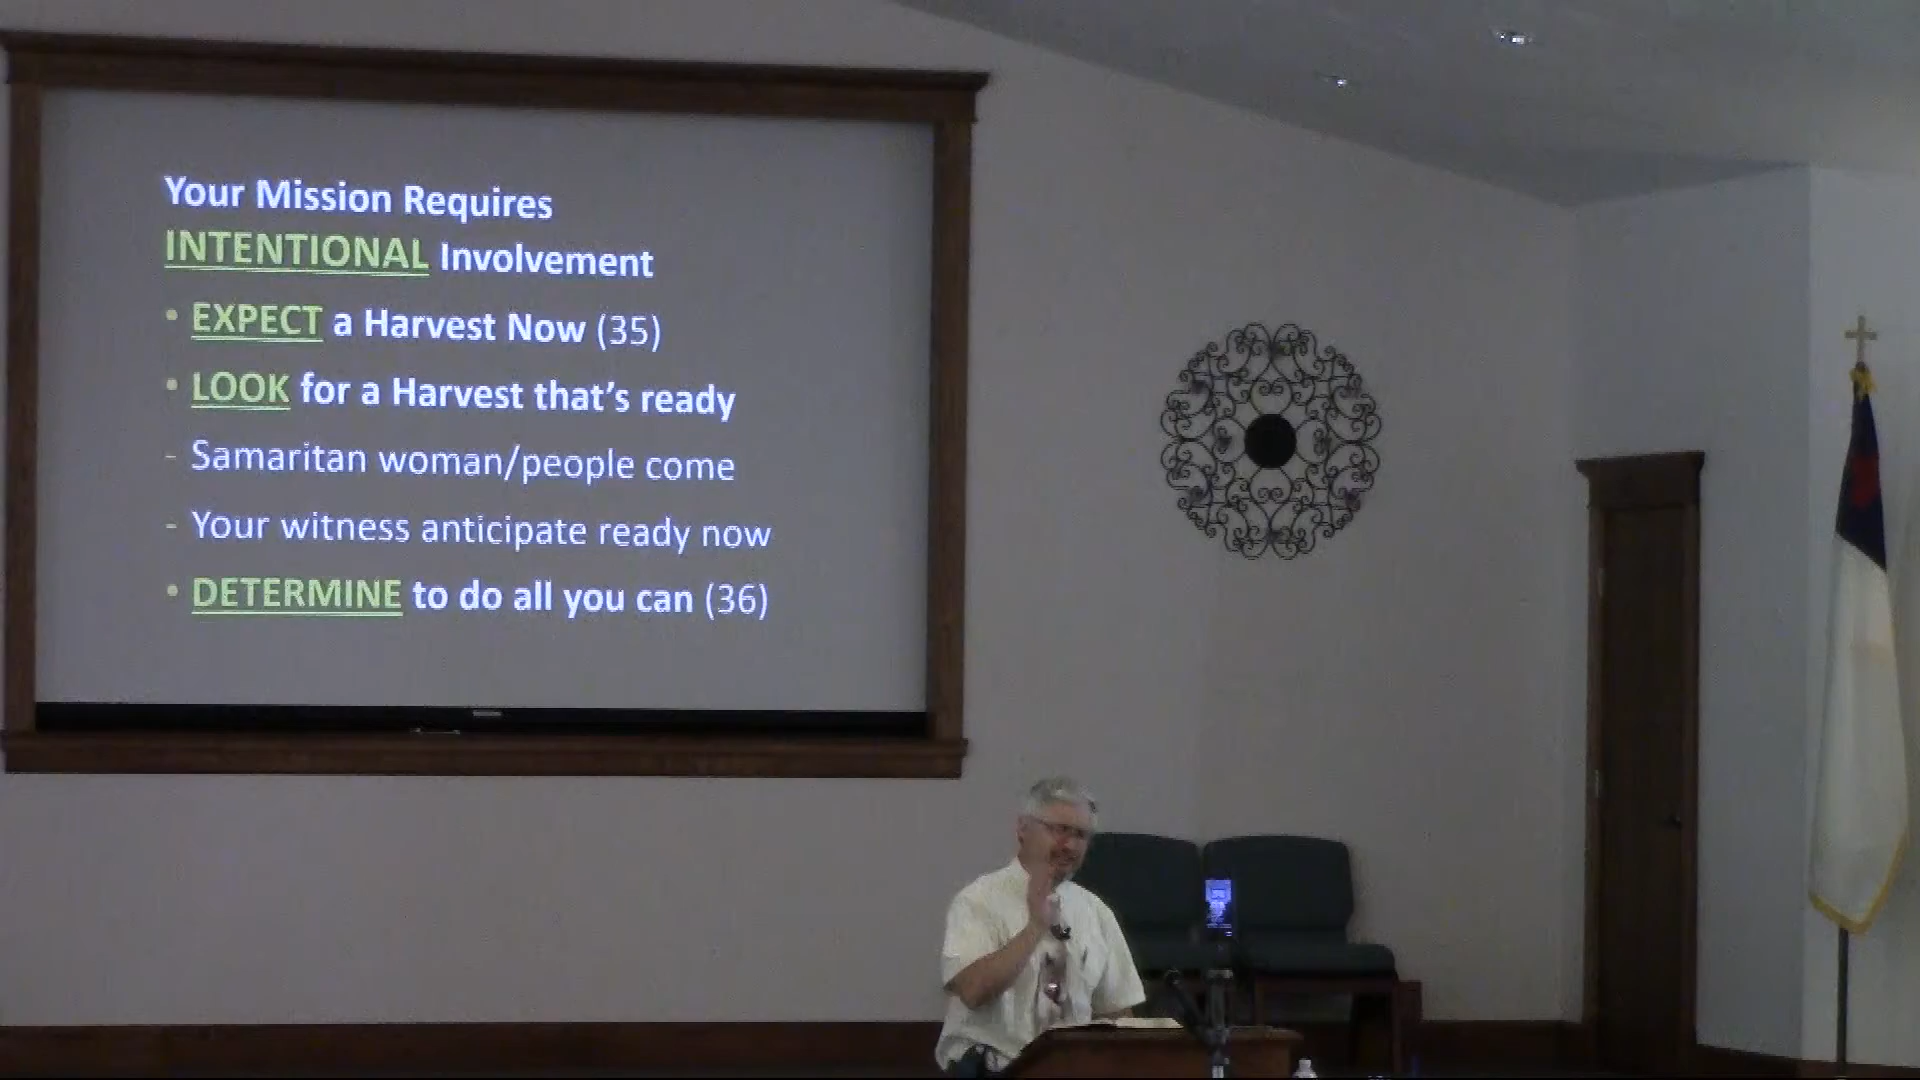 Your Mission Requires
INTENTIONAL Involvement
• EXPECT a Harvest Now (35)
• LOOK for a Harvest that's ready
- Samaritan woman/people come
- Your witness anticipate ready now
• DETERMINE to do all you can (36)